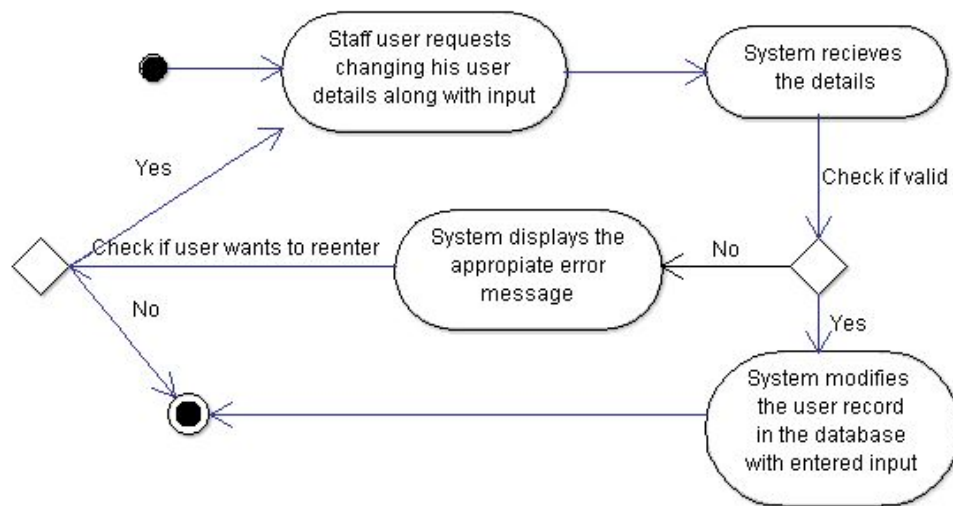 Staff user requests
changing his user
details along with input
System recieves
the details
Yes
Check if valid
Check if user wants to reenter
System displays the
appropiate error
message
No
No
Yes
System modifies
the user record
in the database
with entered input